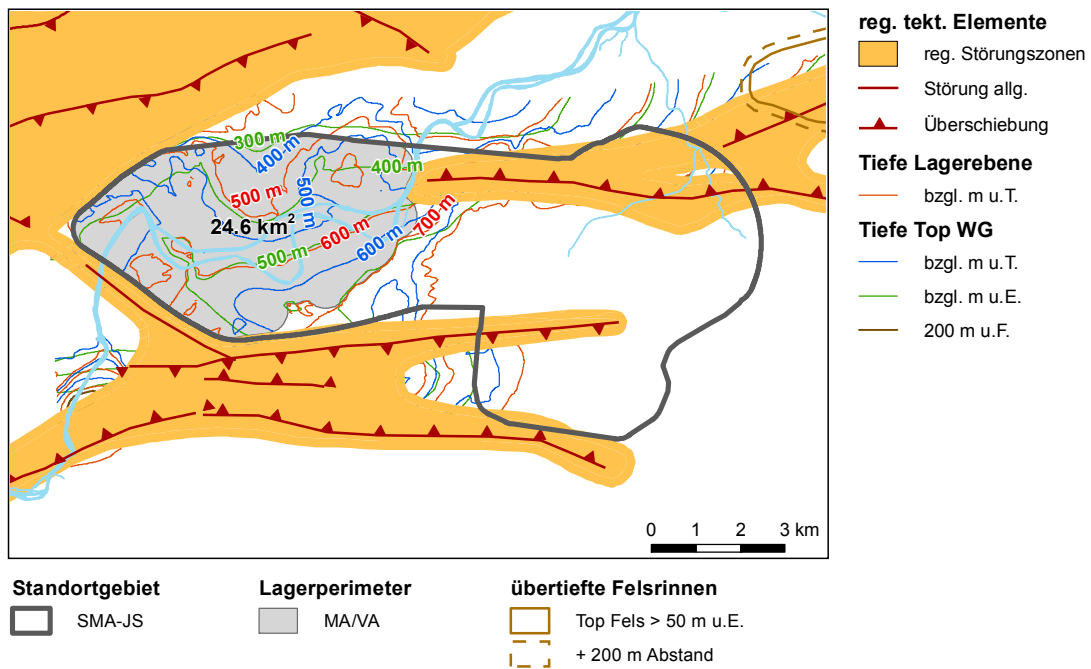 300 m
400 m
400 m
500 m
500 m
24.6 km²
600 m
700 m
500 m
600 m
0 1 2 3 km
reg. tekt. Elemente
reg. Störungszonen
Störung allg.
Überschiebung
Tiefe Lagerebene
bzgl. m u.T.
Tiefe Top WG
bzgl. m u.T.
bzgl. m u.E.
200 m u.F.
Standortgebiet
SMA-JS
Lagerperimeter
MA/VA
übertiefte Felsrinnen
Top Fels > 50 m u.E.
+ 200 m Abstand